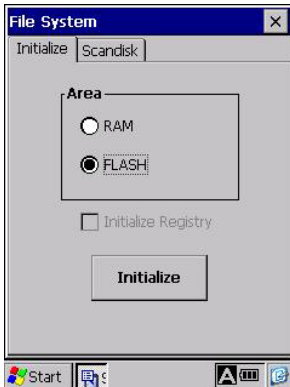 File System
Initialize Scandisk
Area
RAM
FLASH
Initialize Registry
Initialize
Start
A